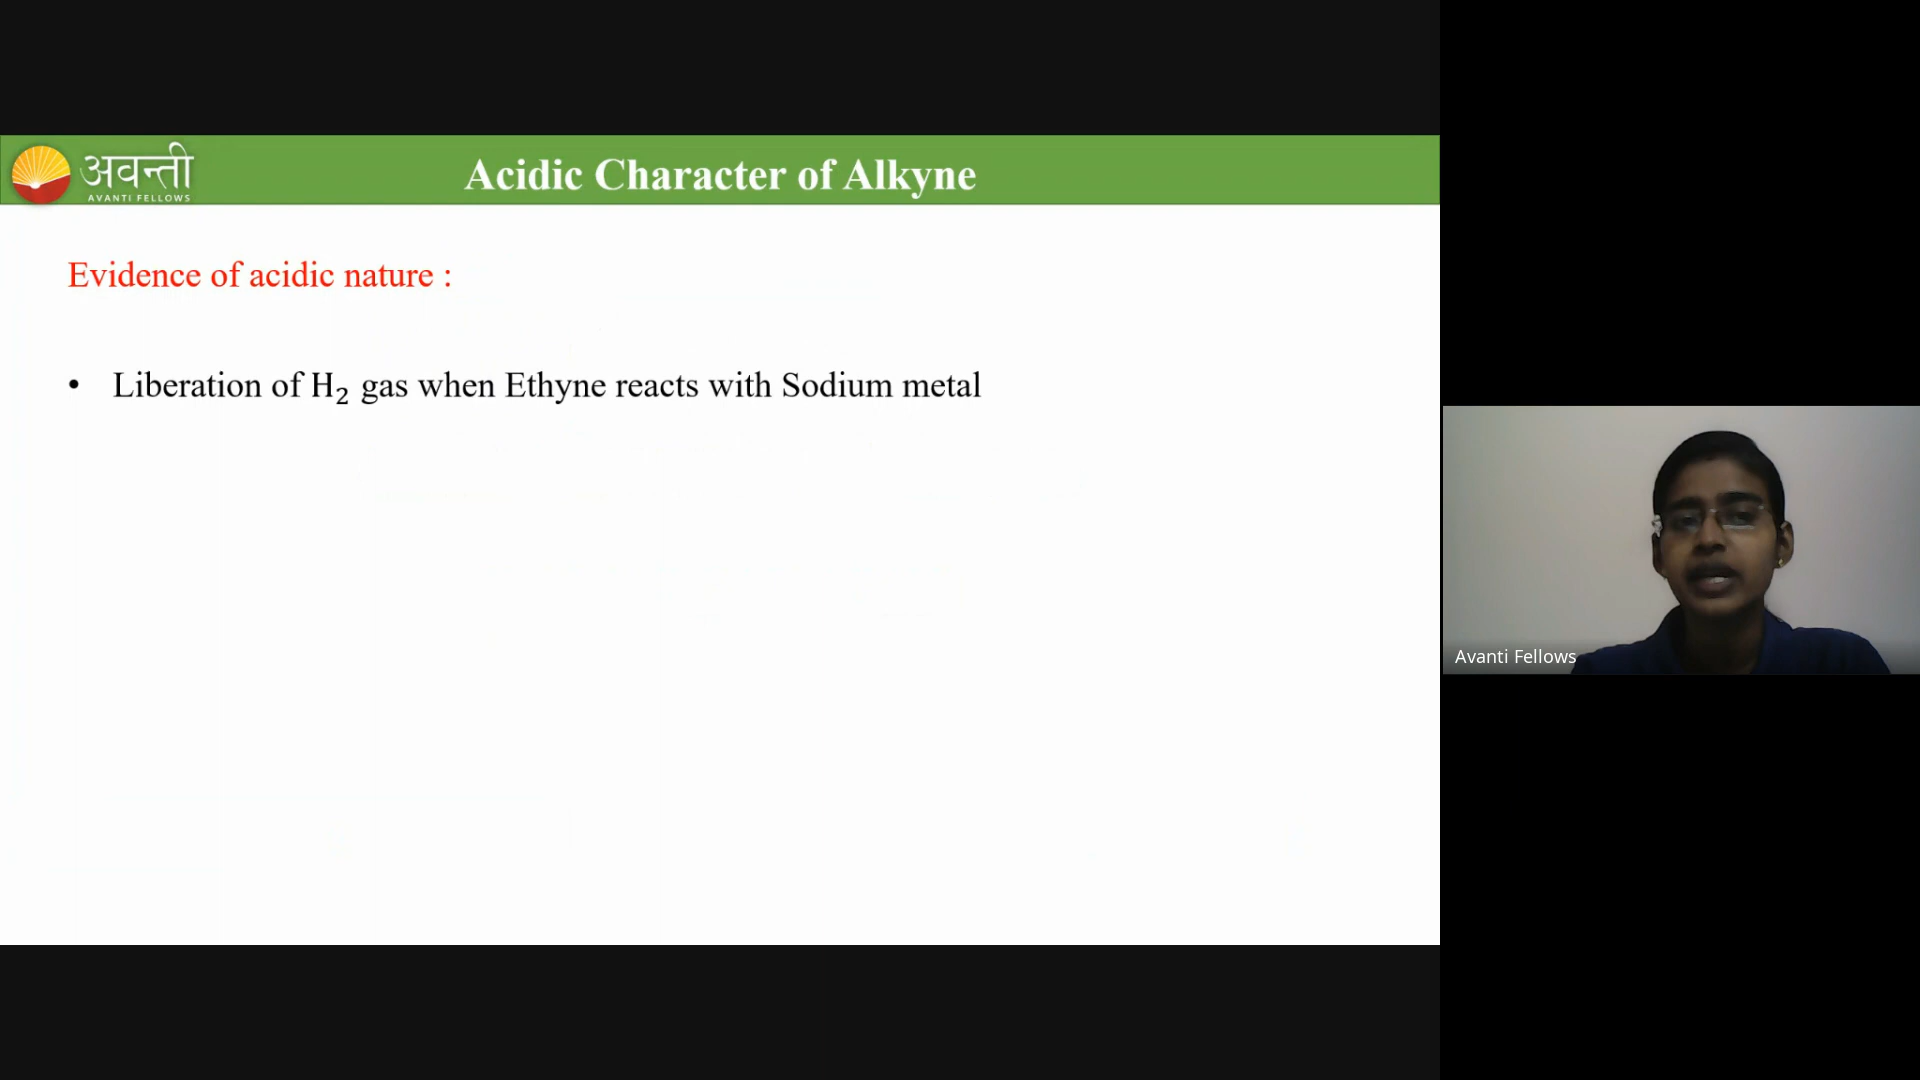 अवन्ती
AVANTI FELLOWS
Acidic Character of Alkyne
Evidence of acidic nature :
• Liberation of H₂ gas when Ethyne reacts with Sodium metal
Avanti Fellows